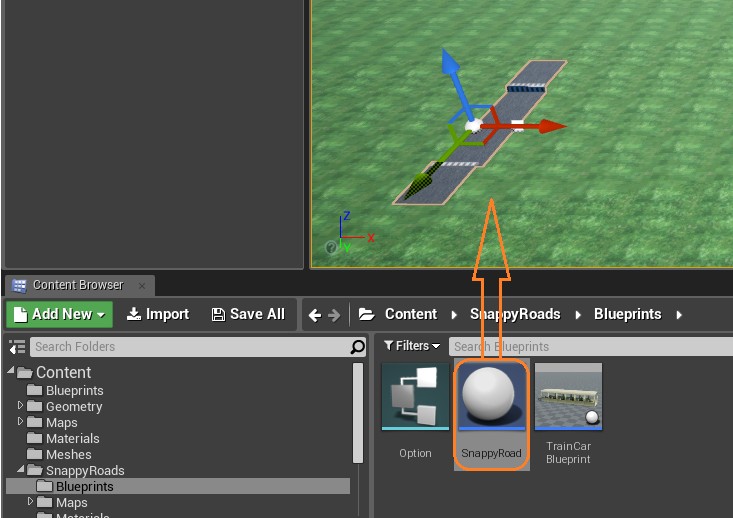 Z
X
Content Browser
Add New
Import
Save All
Content
SnappyRoads
Blueprints
Search Folders
Filters
Search Blueprints
Content
Blueprints
Geometry
Maps
Materials
Meshes
SnappyRoads
Blueprints
Maps
Materials
Option
SnappyRoad
TrainCar
Blueprint